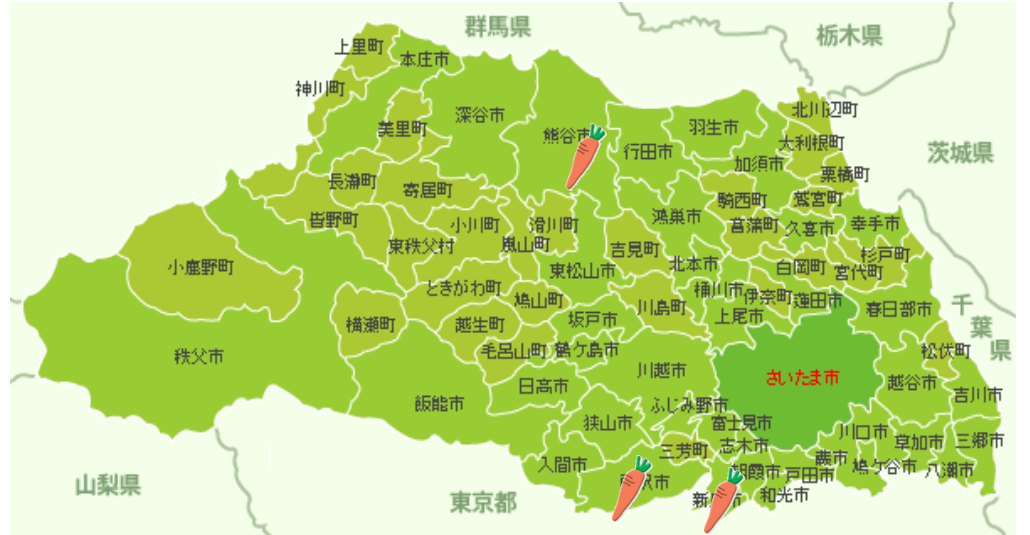 群馬県
栃木県
上里町
本庄市
神川町
北川辺町
深谷市
美里町
熊谷市
羽生市
大利根町
行田市
茨城県
加須市
栗橋町
長瀞町
寄居町
騎西町
鷲宮町
皆野町
小川町
滑川町
鴻巣市
菖蒲町
久喜市
幸手市
東秩父村
嵐山町
吉見町
杉戸町
小鹿野町
東松山市
北本市
白岡町
宮代町
ときがわ町
鳩山町
川島町
桶川市
伊奈町
蓮田市
春日部市
千葉県
横瀬町
越生町
坂戸市
上尾市
秩父市
毛呂山町
鶴ケ島市
松伏町
川越市
さいたま市
越谷市
日高市
吉川市
飯能市
ふじみ野市
狭山市
富士見市
川口市
草加市
三郷市
三芳町
志木市
蕨市
入間市
朝霞市
戸田市
鳩ケ谷市
八潮市
山梨県
東京都
和光市